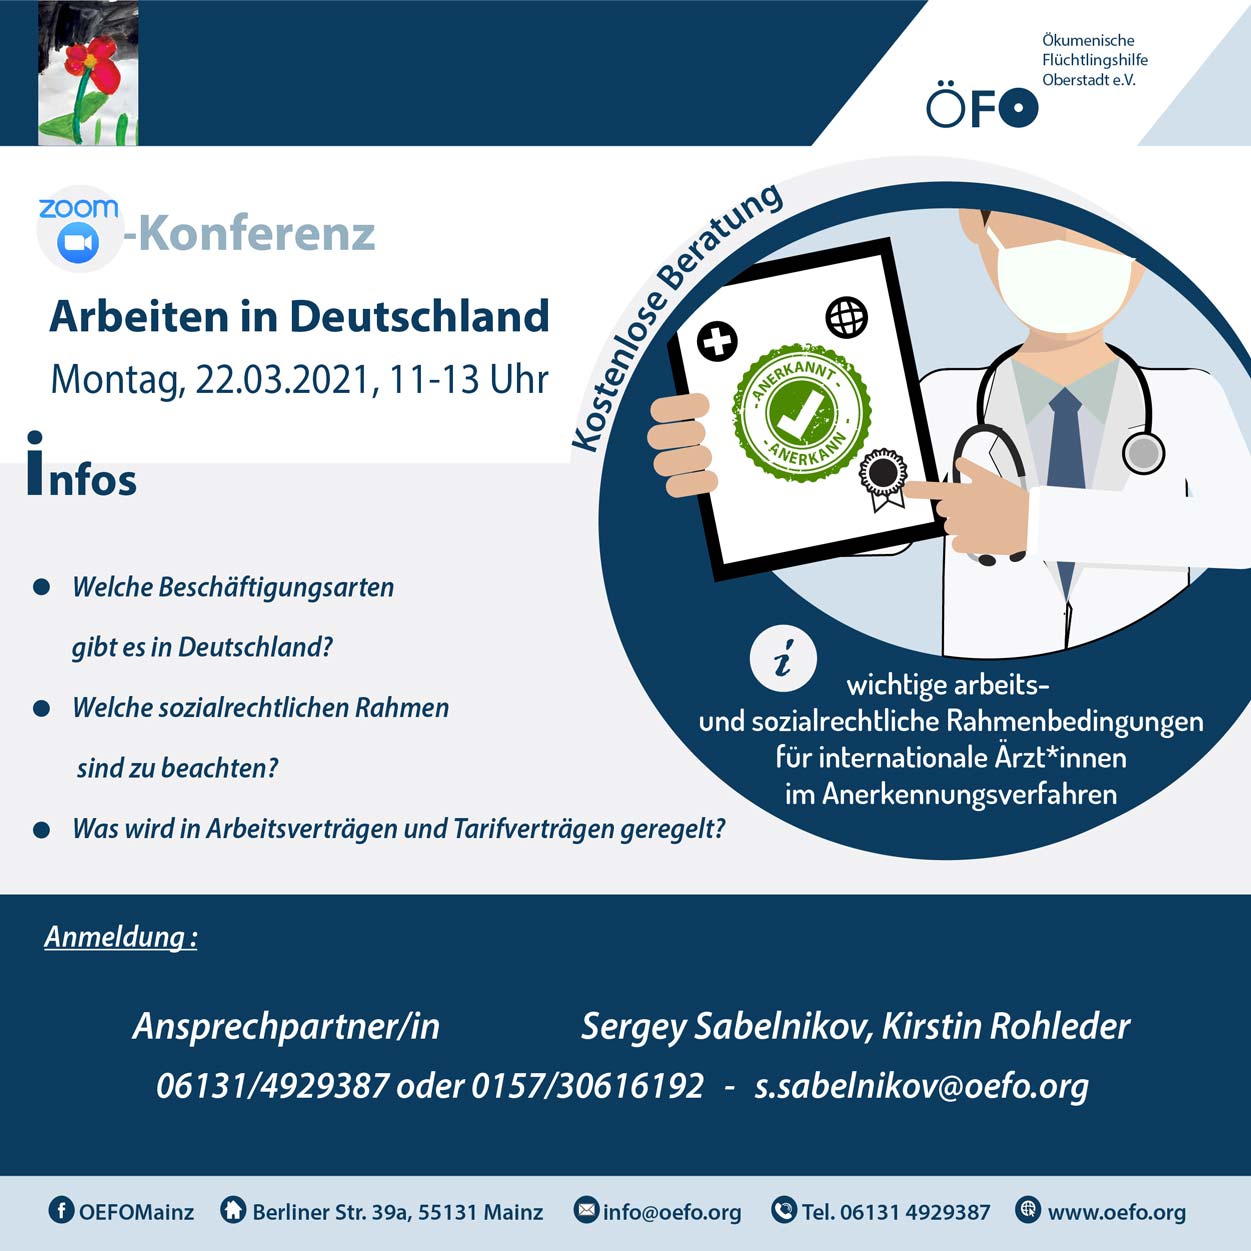 Ökumenische
Flüchtlingshilfe
Oberstadt e.V.
ÖFO
zoom
-Konferenz
Arbeiten in Deutschland
Montag, 22.03.2021, 11-13 Uhr
Kostenlose Beratung
- ANERKANNT -
- ANERKANN -
infos
Welche Beschäftigungsarten
gibt es in Deutschland?
Welche sozialrechtlichen Rahmen
sind zu beachten?
Was wird in Arbeitsverträgen und Tarifverträgen geregelt?
i
wichtige arbeits-
und sozialrechtliche Rahmenbedingungen
für internationale Ärzt*innen
im Anerkennungsverfahren
Anmeldung :
Ansprechpartner/in Sergey Sabelnikov, Kirstin Rohleder
06131/4929387 oder 0157/30616192 - s.sabelnikov@oefo.org
f OEFOMainz Berliner Str. 39a, 55131 Mainz info@oefo.org Tel. 06131 4929387 www.oefo.org